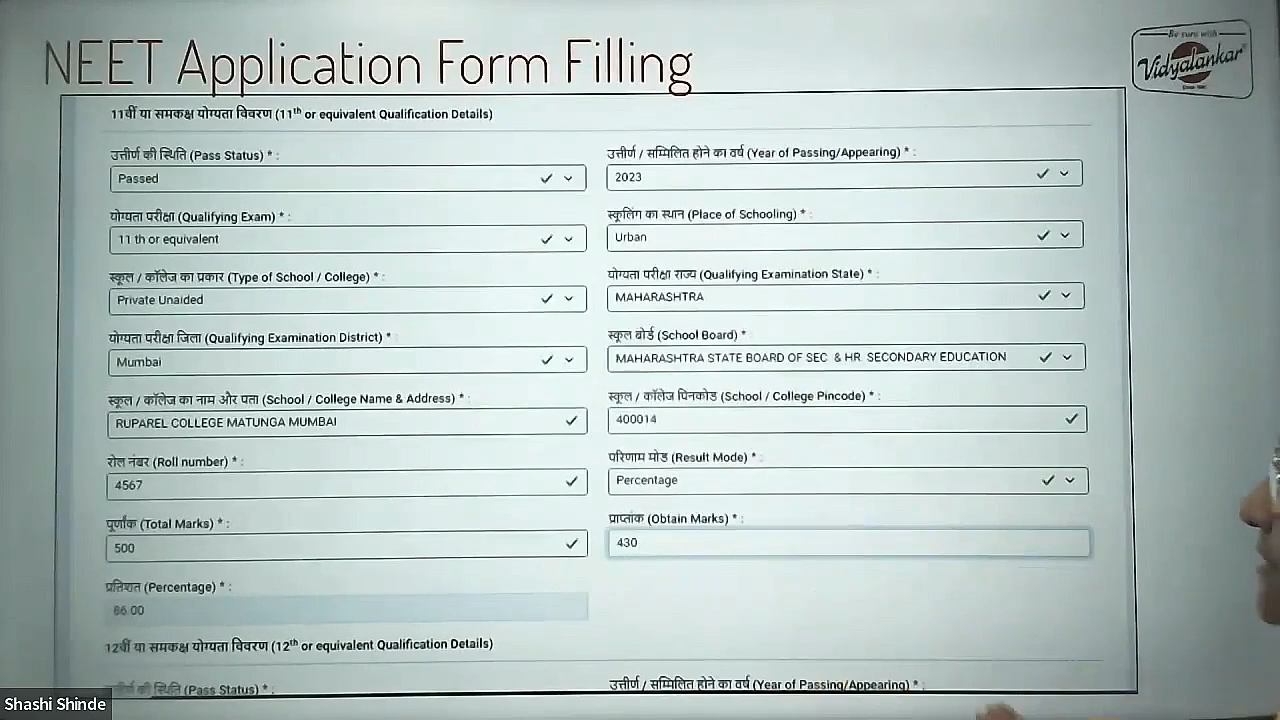 NEET Application Form Filling
Be sure with
Vidyalankar
11वीं या समकक्ष योग्यता विवरण (11th or equivalent Qualification Details)
उत्तीर्ण की स्थिति (Pass Status) * :
उत्तीर्ण / सम्मिलित होने का वर्ष (Year of Passing/Appearing) * :
Passed
2023
योग्यता परीक्षा (Qualifying Exam) * :
स्कूलिंग का स्थान (Place of Schooling) * :
11 th or equivalent
Urban
स्कूल / कॉलेज का प्रकार (Type of School / College) * :
योग्यता परीक्षा राज्य (Qualifying Examination State) * :
Private Unaided
MAHARASHTRA
योग्यता परीक्षा जिला (Qualifying Examination District) * :
स्कूल बोर्ड (School Board) * :
Mumbai
MAHARASHTRA STATE BOARD OF SEC & HR. SECONDARY EDUCATION
स्कूल / कॉलेज का नाम और पता (School / College Name & Address) * :
स्कूल / कॉलेज पिनकोड (School / College Pincode) * :
RUPAREL COLLEGE MATUNGA MUMBAI
400014
रोल नंबर (Roll number) * :
परिणाम मोड (Result Mode) * :
4567
Percentage
पूर्णांक (Total Marks) * :
प्राप्तांक (Obtain Marks) * :
500
430
प्रतिशत (Percentage) * :
86.00
12वीं या समकक्ष योग्यता विवरण (12th or equivalent Qualification Details)
उत्तीर्ण की स्थिति (Pass Status) * :
उत्तीर्ण / सम्मिलित होने का वर्ष (Year of Passing/Appearing) * :
Shashi Shinde